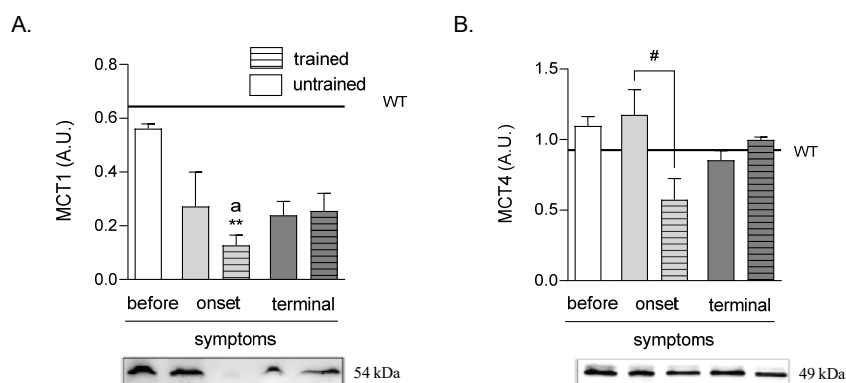 A.
trained
untrained
0.8
0.6
0.4
0.2
0.0
MCT1 (A.U.)
WT
a
**
before onset terminal
symptoms
54 kDa
B.
#
1.5
1.0
0.5
0.0
MCT4 (A.U.)
WT
before onset terminal
symptoms
49 kDa